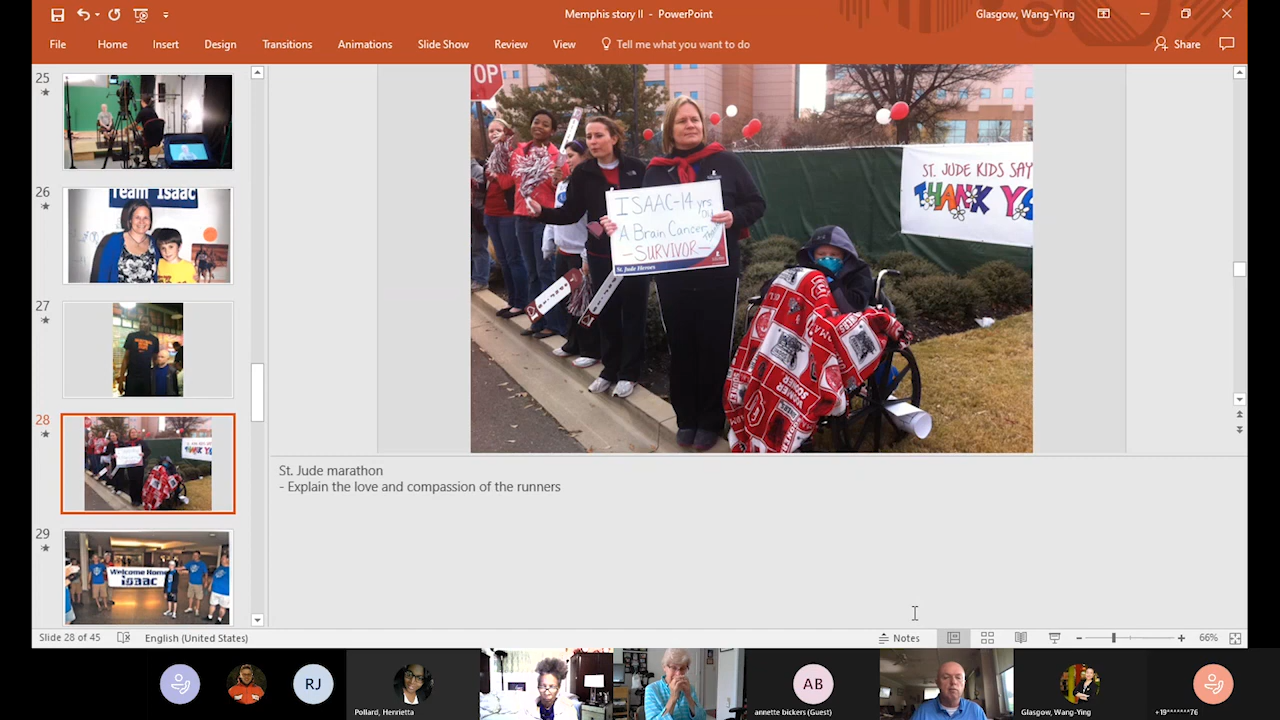 Memphis story II - PowerPoint
Glasgow, Wang-Ying
File Home Insert Design Transitions Animations Slide Show Review View Tell me what you want to do
Share
25
26
Team Isaac
27
28
29
Welcome Home
isaac
OP
ISAAC-14 yrs
Old
A Brain Cancer
-SURVIVOR-
St. Jude Heroes
ST. JUDE KIDS SAY
THANK YO
St. Jude marathon
- Explain the love and compassion of the runners
Slide 28 of 45
English (United States)
Notes
66%
RJ
AB
Pollard, Henrietta
annette bickers (Guest)
Glasgow, Wang-Ying
+19*******76